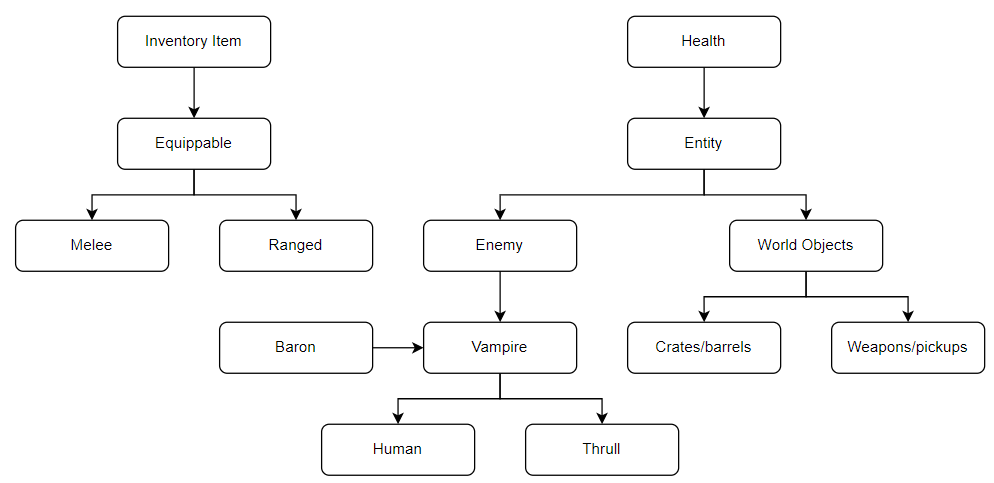 Inventory Item
Health
Equippable
Entity
Melee
Ranged
Enemy
World Objects
Baron
Vampire
Crates/barrels
Weapons/pickups
Human
Thrull